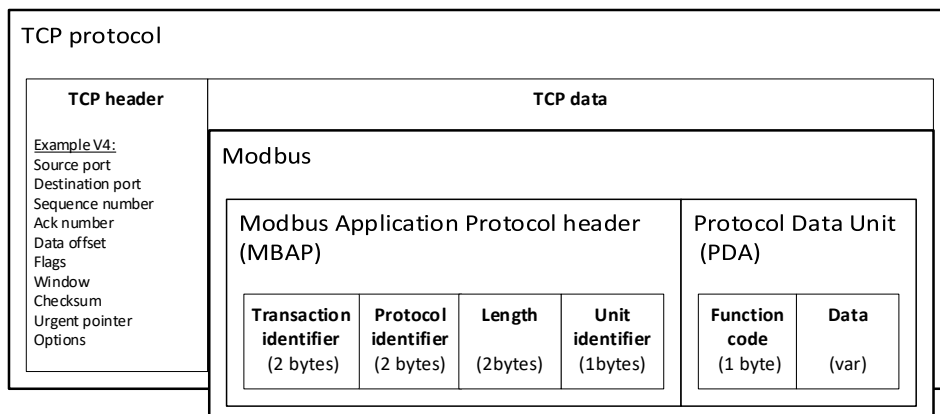 TCP protocol
TCP header
TCP data
Example V4:
Source port
Destination port
Sequence number
Ack number
Data offset
Flags
Window
Checksum
Urgent pointer
Options
Modbus
Modbus Application Protocol header
(MBAP)
Transaction
identifier
(2 bytes)
Protocol
identifier
(2 bytes)
Length
(2bytes)
Unit
identifier
(1bytes)
Protocol Data Unit
(PDA)
Function
code
(1 byte)
Data
(var)